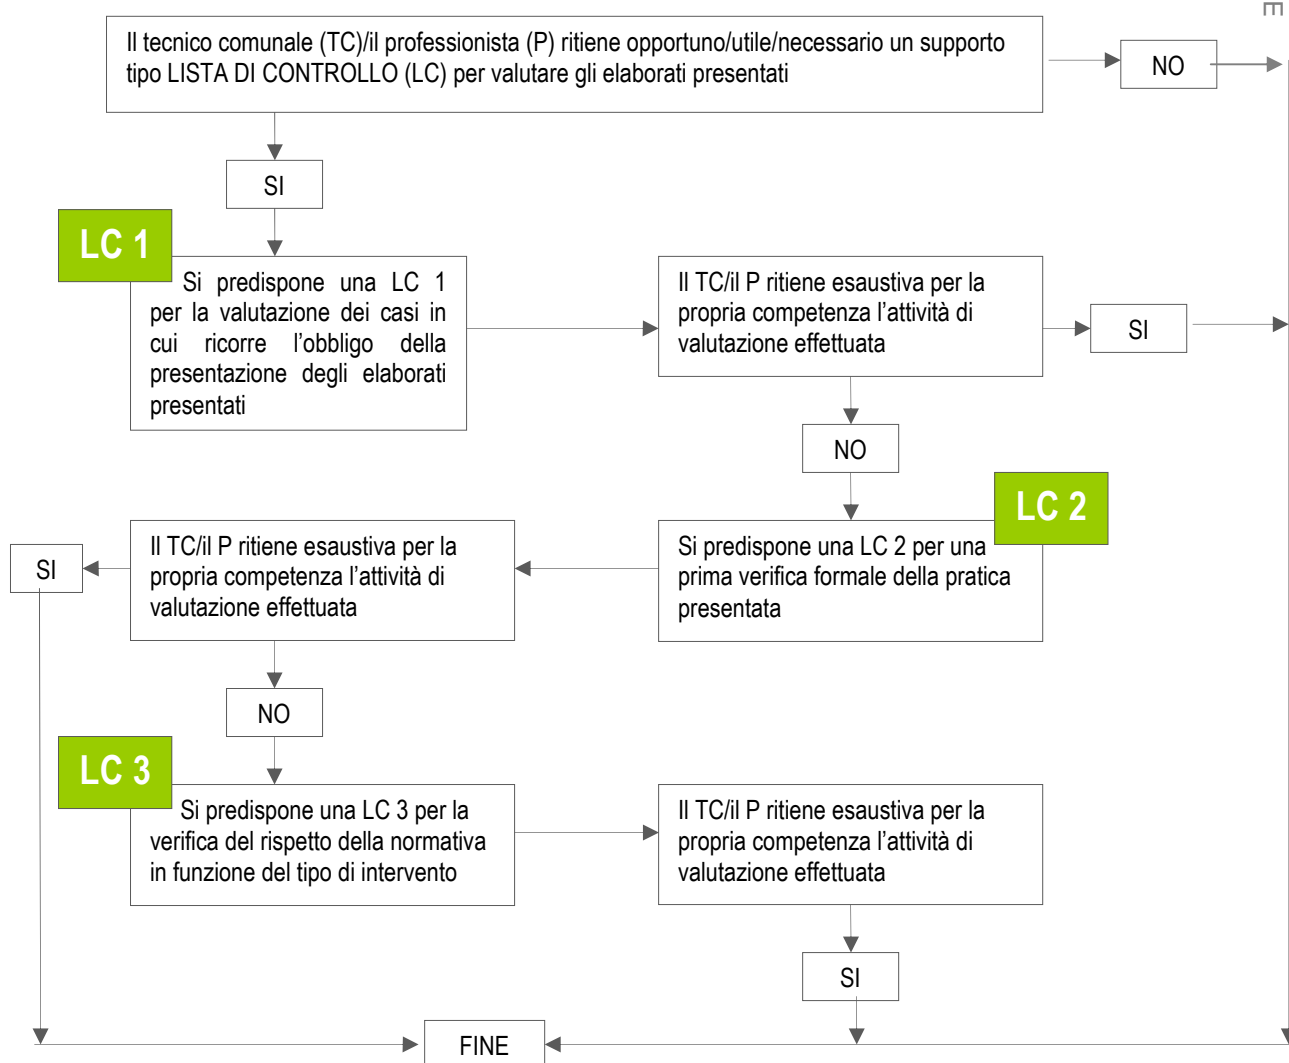 E
Il tecnico comunale (TC)/il professionista (P) ritiene opportuno/utile/necessario un supporto
tipo LISTA DI CONTROLLO (LC) per valutare gli elaborati presentati
NO
SI
LC 1
Si predispone una LC 1
per la valutazione dei casi in
cui ricorre l’obbligo della
presentazione degli elaborati
presentati
Il TC/il P ritiene esaustiva per la
propria competenza l’attività di
valutazione effettuata
SI
NO
LC 2
Si predispone una LC 2 per una
prima verifica formale della pratica
presentata
Il TC/il P ritiene esaustiva per la
propria competenza l’attività di
valutazione effettuata
SI
NO
LC 3
Si predispone una LC 3 per la
verifica del rispetto della normativa
in funzione del tipo di intervento
Il TC/il P ritiene esaustiva per la
propria competenza l’attività di
valutazione effettuata
SI
FINE